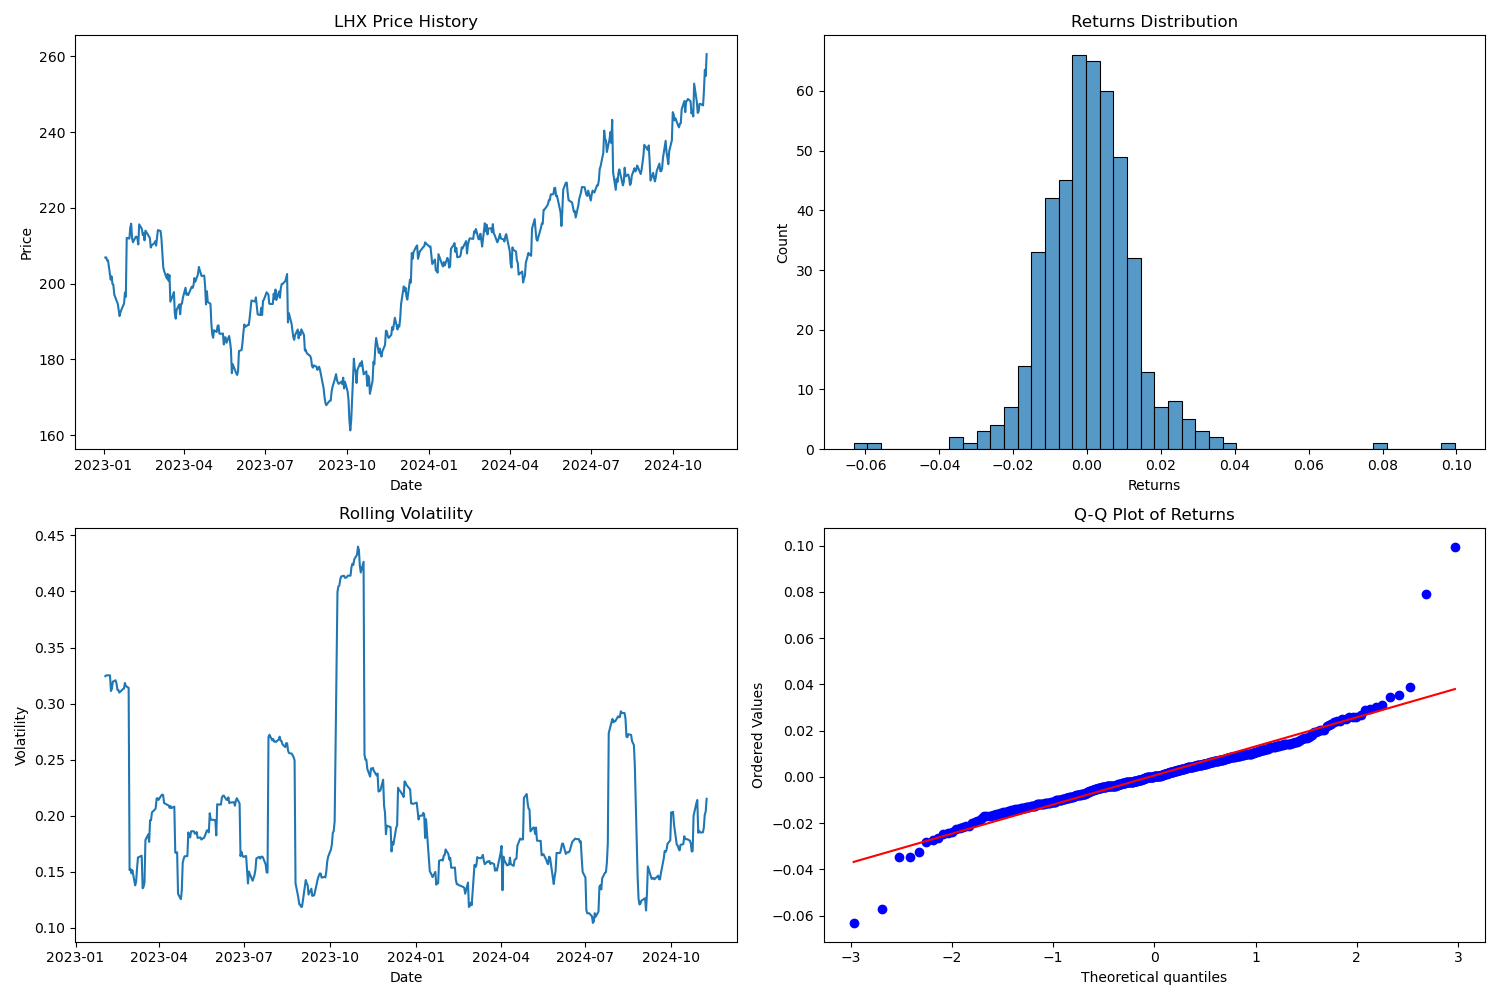 LHX Price History
Price
260
240
220
200
180
160
2023-01 2023-04 2023-07 2023-10 2024-01 2024-04 2024-07 2024-10
Date
Returns Distribution
Count
60
50
40
30
20
10
0
−0.06 −0.04 −0.02 0.00 0.02 0.04 0.06 0.08 0.10
Returns
Rolling Volatility
Volatility
0.45
0.40
0.35
0.30
0.25
0.20
0.15
0.10
2023-01 2023-04 2023-07 2023-10 2024-01 2024-04 2024-07 2024-10
Date
Q-Q Plot of Returns
Ordered Values
0.10
0.08
0.06
0.04
0.02
0.00
−0.02
−0.04
−0.06
−3 −2 −1 0 1 2 3
Theoretical quantiles